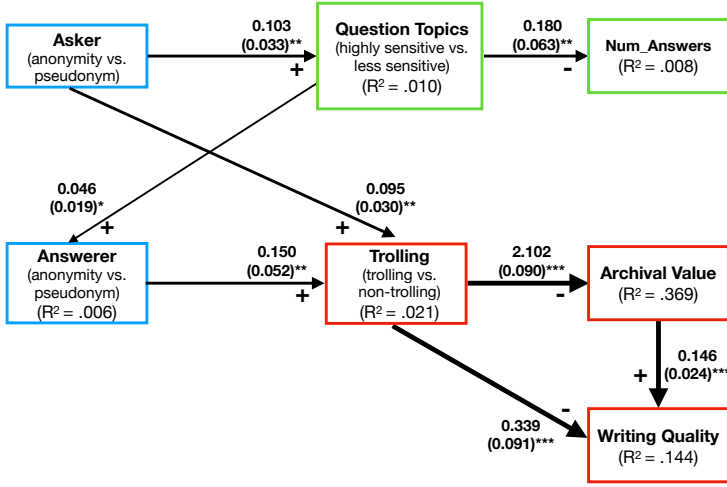 Asker
(anonymity vs.
pseudonym)
0.103
(0.033)**
+
Question Topics
(highly sensitive vs.
less sensitive)
(R² = .010)
0.180
(0.063)**
-
Num_Answers
(R² = .008)
0.046
(0.019)*
+
0.095
(0.030)**
+
Answerer
(anonymity vs.
pseudonym)
(R² = .006)
0.150
(0.052)**
+
Trolling
(trolling vs.
non-trolling)
(R² = .021)
2.102
(0.090)***
-
Archival Value
(R² = .369)
0.146
(0.024)***
+
0.339
(0.091)***
-
Writing Quality
(R² = .144)